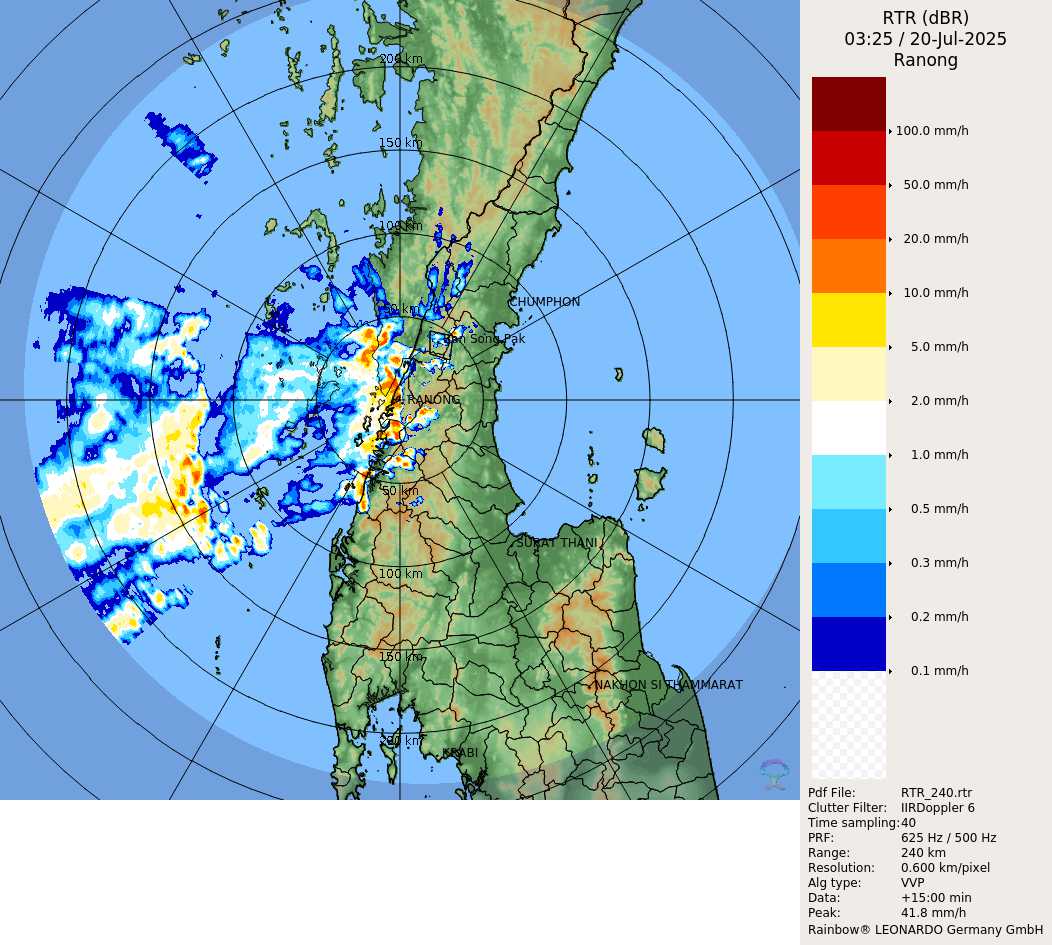 RTR (dBR)
03:25 / 20-Jul-2025
Ranong
200 km
150 km
100 km
50 km
CHUMPHON
Ban Song Pak
RANONG
50 km
SURAT THANI
100 km
150 km
NAKHON SI THAMMARAT
200 km
KRABI
100.0 mm/h
50.0 mm/h
20.0 mm/h
10.0 mm/h
5.0 mm/h
2.0 mm/h
1.0 mm/h
0.5 mm/h
0.3 mm/h
0.2 mm/h
0.1 mm/h
Pdf File: RTR_240.rtr
Clutter Filter: IIRDoppler 6
Time sampling: 40
PRF: 625 Hz / 500 Hz
Range: 240 km
Resolution: 0.600 km/pixel
Alg type: VVP
Data: +15:00 min
Peak: 41.8 mm/h
Rainbow® LEONARDO Germany GmbH